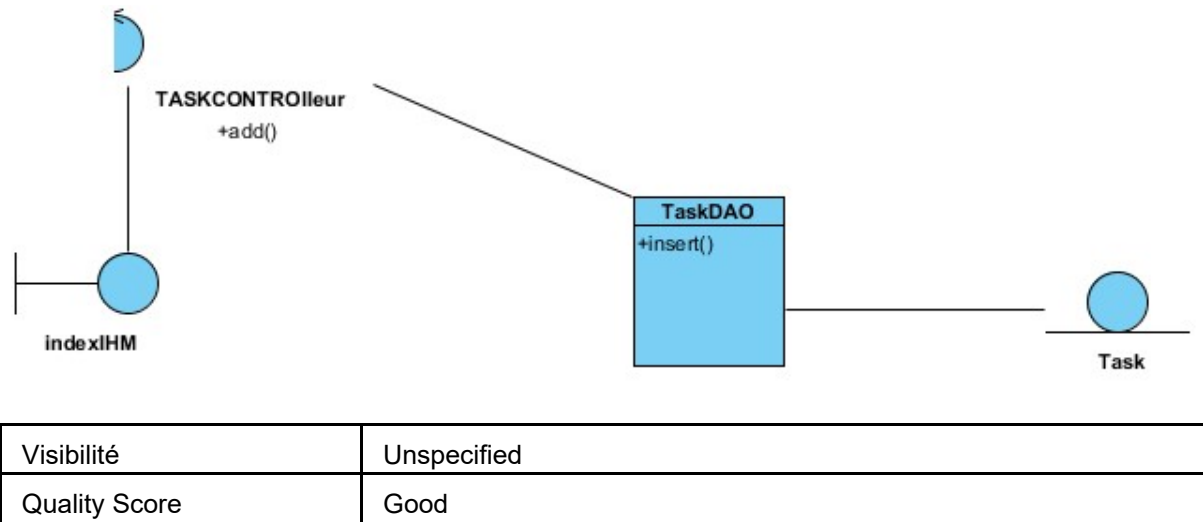 TASKCONTROlleur
+add()
TaskDAO
+insert()
indexIHM
Task
Visibilité Unspecified
Quality Score Good